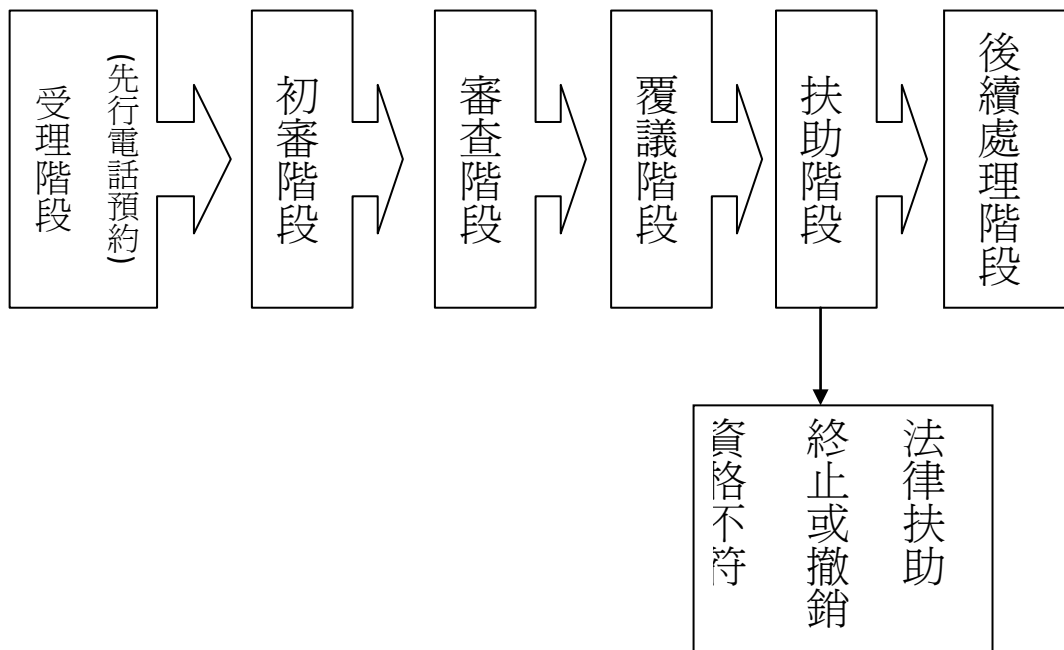 (先行電話預約)
受理階段
初審階段
審查階段
覆議階段
扶助階段
後續處理階段
法律扶助
終止或撤銷
資格不符